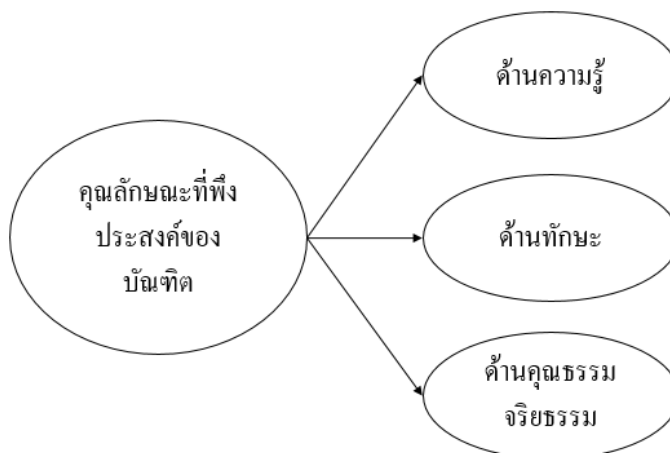 คุณลักษณะที่พึง
ประสงค์ของ
บัณฑิต
ด้านความรู้
ด้านทักษะ
ด้านคุณธรรม
จริยธรรม